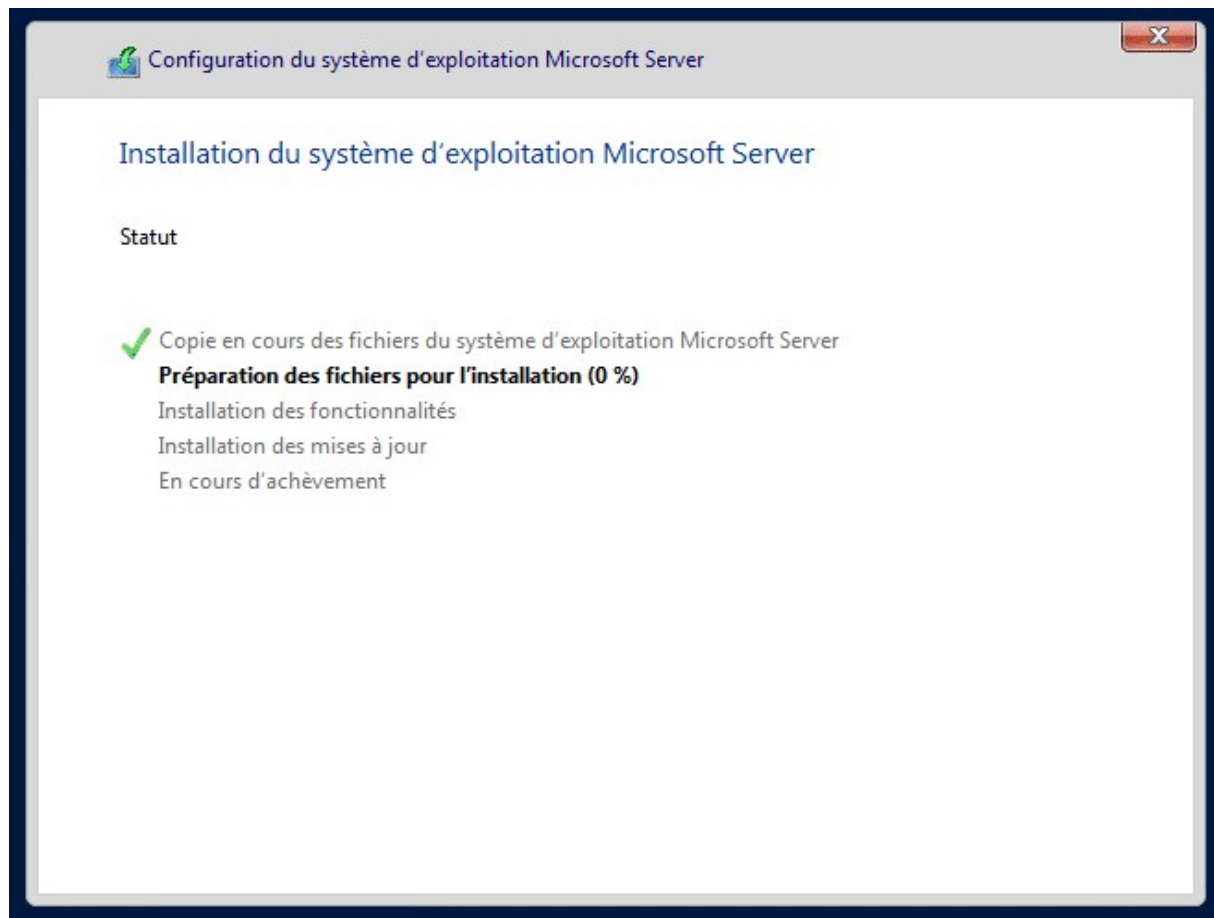 Configuration du système d'exploitation Microsoft Server
Installation du système d'exploitation Microsoft Server
Statut
Copie en cours des fichiers du système d'exploitation Microsoft Server
Préparation des fichiers pour l'installation (0 %)
Installation des fonctionnalités
Installation des mises à jour
En cours d'achèvement